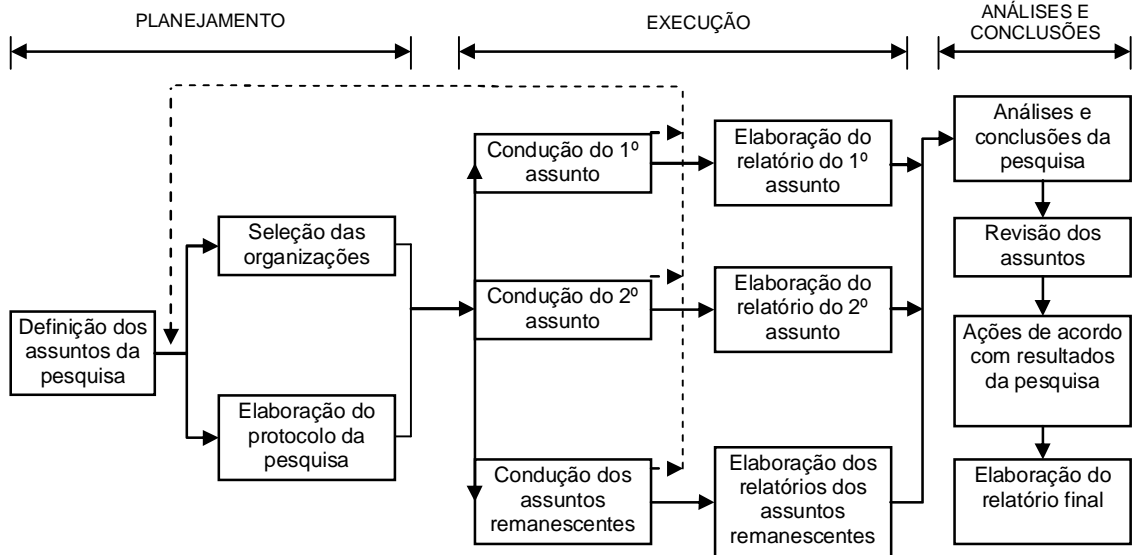 PLANEJAMENTO
EXECUÇÃO
ANÁLISES E
CONCLUSÕES
Definição dos
assuntos da
pesquisa
Seleção das
organizações
Elaboração do
protocolo da
pesquisa
Condução do 1º
assunto
Condução do 2º
assunto
Condução dos
assuntos
remanescentes
Elaboração do
relatório do 1º
assunto
Elaboração do
relatório do 2º
assunto
Elaboração dos
relatórios dos
assuntos
remanescentes
Análises e
conclusões da
pesquisa
Revisão dos
assuntos
Ações de acordo
com resultados
da pesquisa
Elaboração do
relatório final